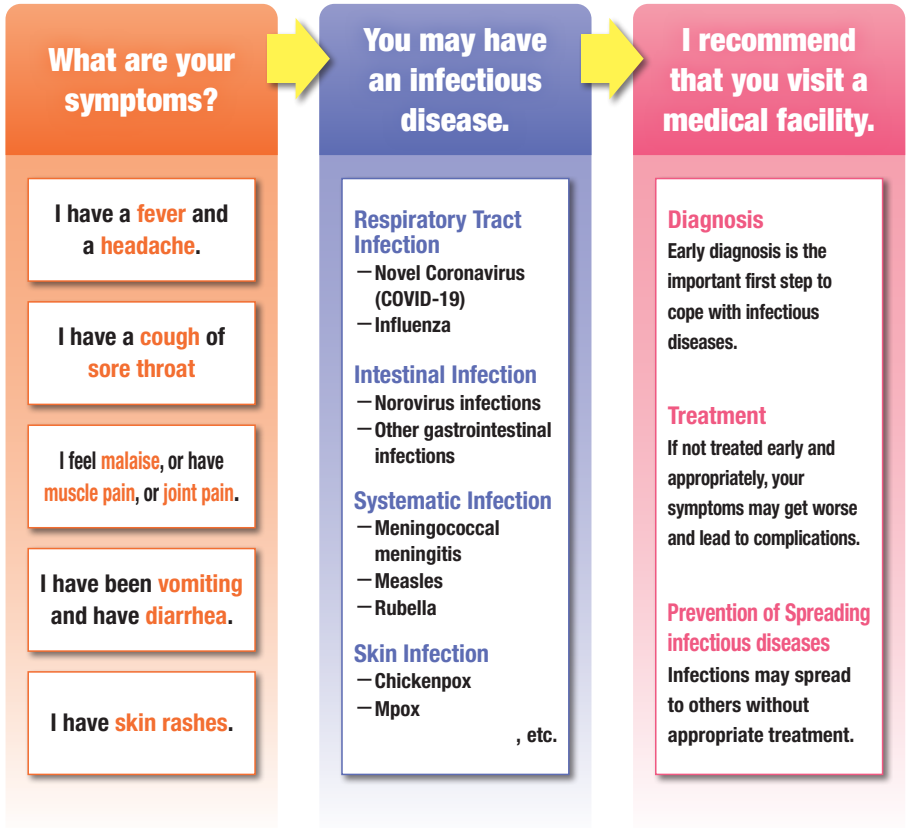 What are your
symptoms?
I have a fever and
a headache.
I have a cough of
sore throat
I feel malaise, or have
muscle pain, or joint pain.
I have been vomiting
and have diarrhea.
I have skin rashes.
You may have
an infectious
disease.
Respiratory Tract
Infection
－Novel Coronavirus
(COVID-19)
－Influenza
Intestinal Infection
－Norovirus infections
－Other gastrointestinal
infections
Systematic Infection
－Meningococcal
meningitis
－Measles
－Rubella
Skin Infection
－Chickenpox
－Mpox
, etc.
I recommend
that you visit a
medical facility.
Diagnosis
Early diagnosis is the
important first step to
cope with infectious
diseases.
Treatment
If not treated early and
appropriately, your
symptoms may get worse
and lead to complications.
Prevention of Spreading
infectious diseases
Infections may spread
to others without
appropriate treatment.